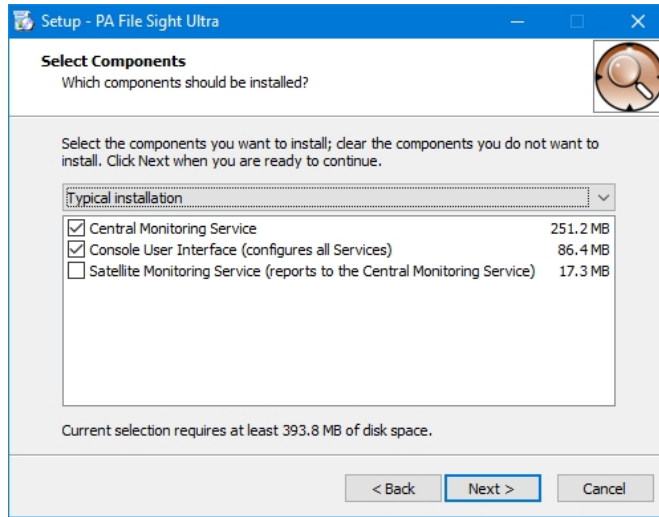 Setup - PA File Sight Ultra
Select Components
Which components should be installed?
Select the components you want to install; clear the components you do not want to
install. Click Next when you are ready to continue.
Typical installation
Central Monitoring Service 251.2 MB
Console User Interface (configures all Services) 86.4 MB
Satellite Monitoring Service (reports to the Central Monitoring Service) 17.3 MB
Current selection requires at least 393.8 MB of disk space.
< Back Next > Cancel